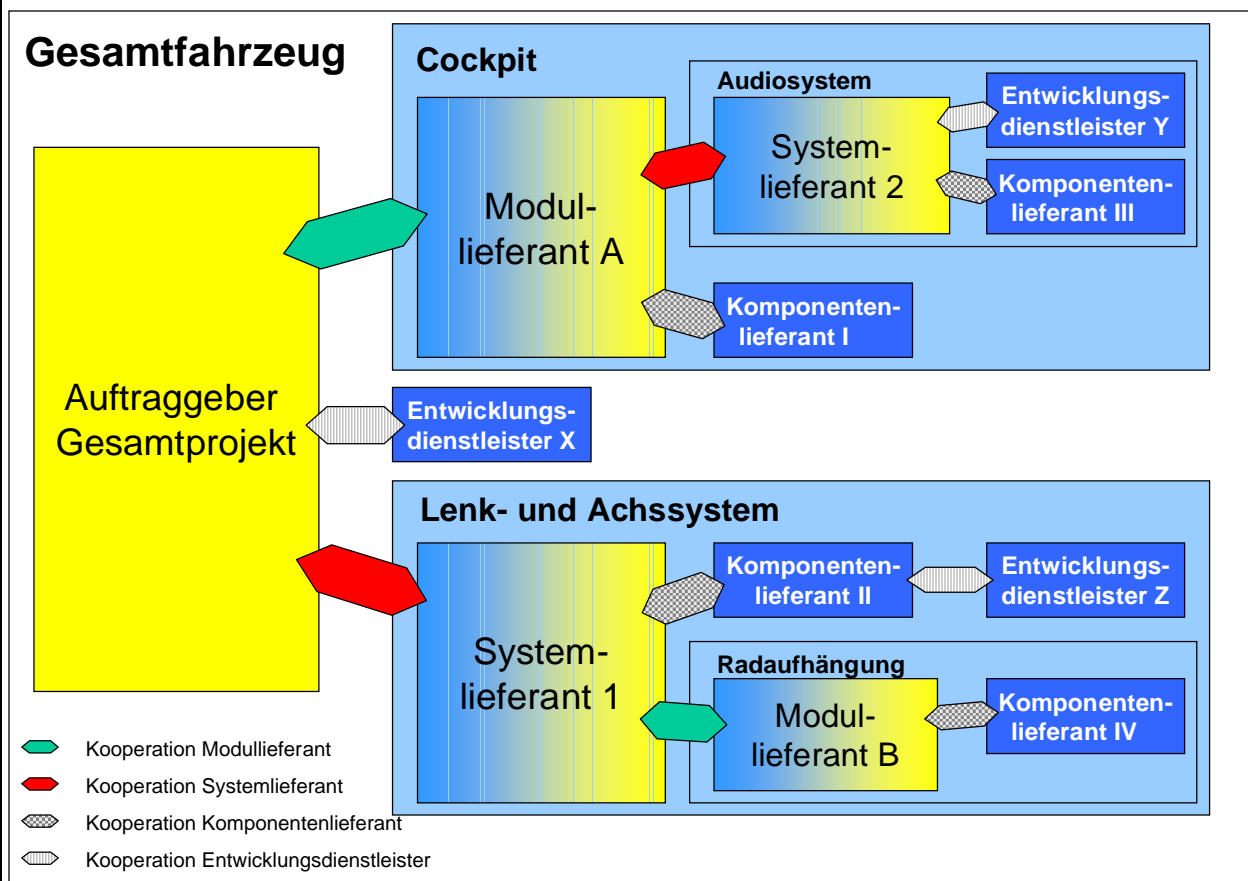 Gesamtfahrzeug
Cockpit
Audiosystem
Entwicklungs-
dienstleister Y
System-
lieferant 2
Komponenten-
lieferant III
Modul-
lieferant A
Komponenten-
lieferant I
Auftraggeber
Gesamtprojekt
Entwicklungs-
dienstleister X
Lenk- und Achssystem
Komponenten-
lieferant II
Entwicklungs-
dienstleister Z
System-
lieferant 1
Radaufhängung
Modul-
lieferant B
Komponenten-
lieferant IV
Kooperation Modullieferant
Kooperation Systemlieferant
Kooperation Komponentenlieferant
Kooperation Entwicklungsdienstleister